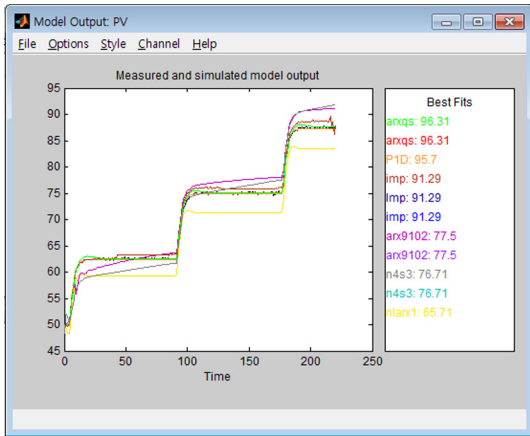 Model Output: PV
File Options Style Channel Help
Measured and simulated model output
95
90
85
80
75
70
65
60
55
50
45
0 50 100 150 200 250
Time
Best Fits
arxqs: 96.31
arxqs: 96.31
P1D: 95.7
imp: 91.29
Imp: 91.29
imp: 91.29
arx9102: 77.5
arx9102: 77.5
n4s3: 76.71
n4s3: 76.71
nlarx1: 65.71